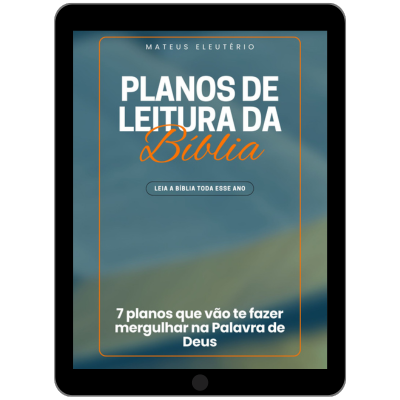 MATEUS ELEUTÉRIO
PLANOS DE
LEITURA DA
Bíblia
LEIA A BÍBLIA TODA ESSE ANO
7 planos que vão te fazer
mergulhar na Palavra de
Deus